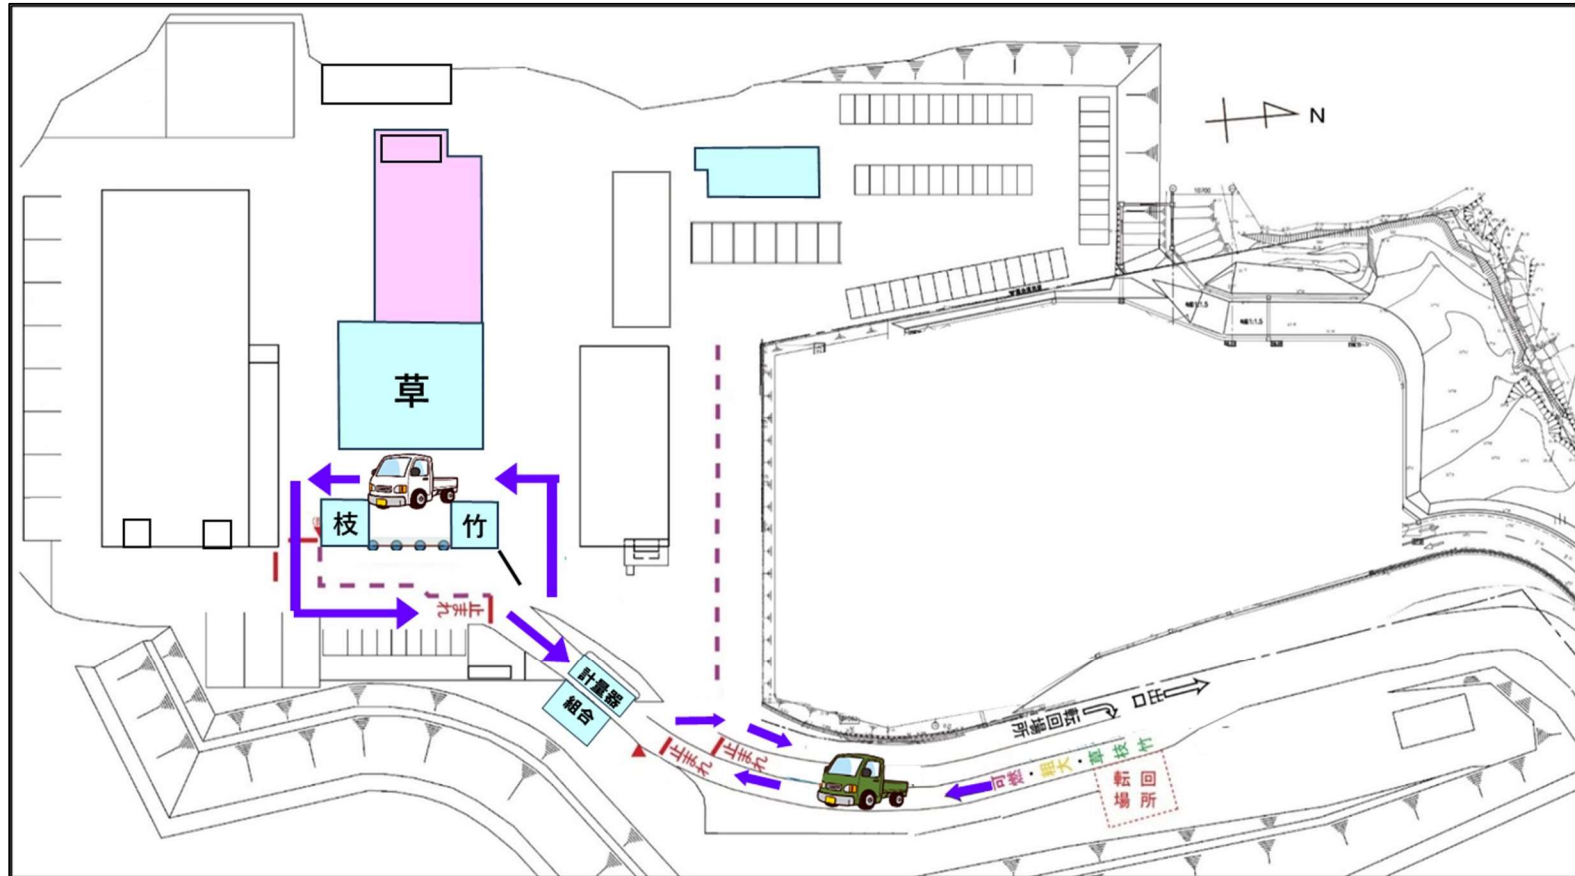 N
10700
草
枝
竹
止まれ
計量器
組合
出口
転回場所
止まれ
止まれ
可燃・粗大・草枝竹
転回
場所